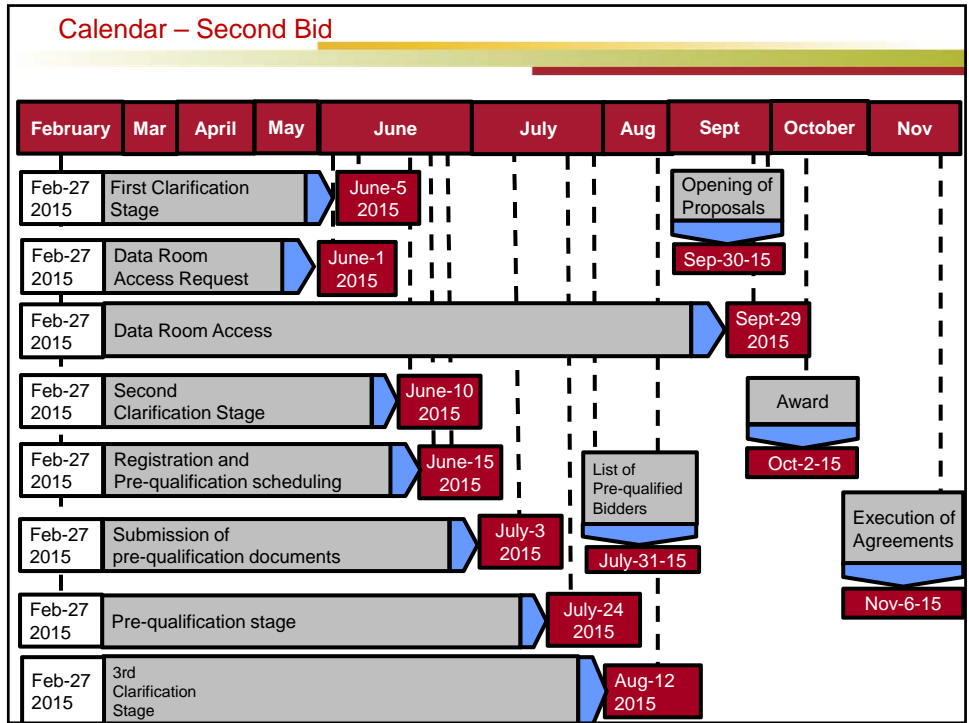 Calendar – Second Bid
February Mar April May June July Aug Sept October Nov
Feb-27
2015
First Clarification
Stage
June-5
2015
Opening of
Proposals
Sep-30-15
Feb-27
2015
Data Room
Access Request
June-1
2015
Feb-27
2015
Data Room Access
Sept-29
2015
Feb-27
2015
Second
Clarification Stage
June-10
2015
Award
Oct-2-15
Feb-27
2015
Registration and
Pre-qualification scheduling
June-15
2015
List of
Pre-qualified
Bidders
July-31-15
Feb-27
2015
Submission of
pre-qualification documents
July-3
2015
Execution of
Agreements
Nov-6-15
Feb-27
2015
Pre-qualification stage
July-24
2015
Feb-27
2015
3rd
Clarification
Stage
Aug-12
2015